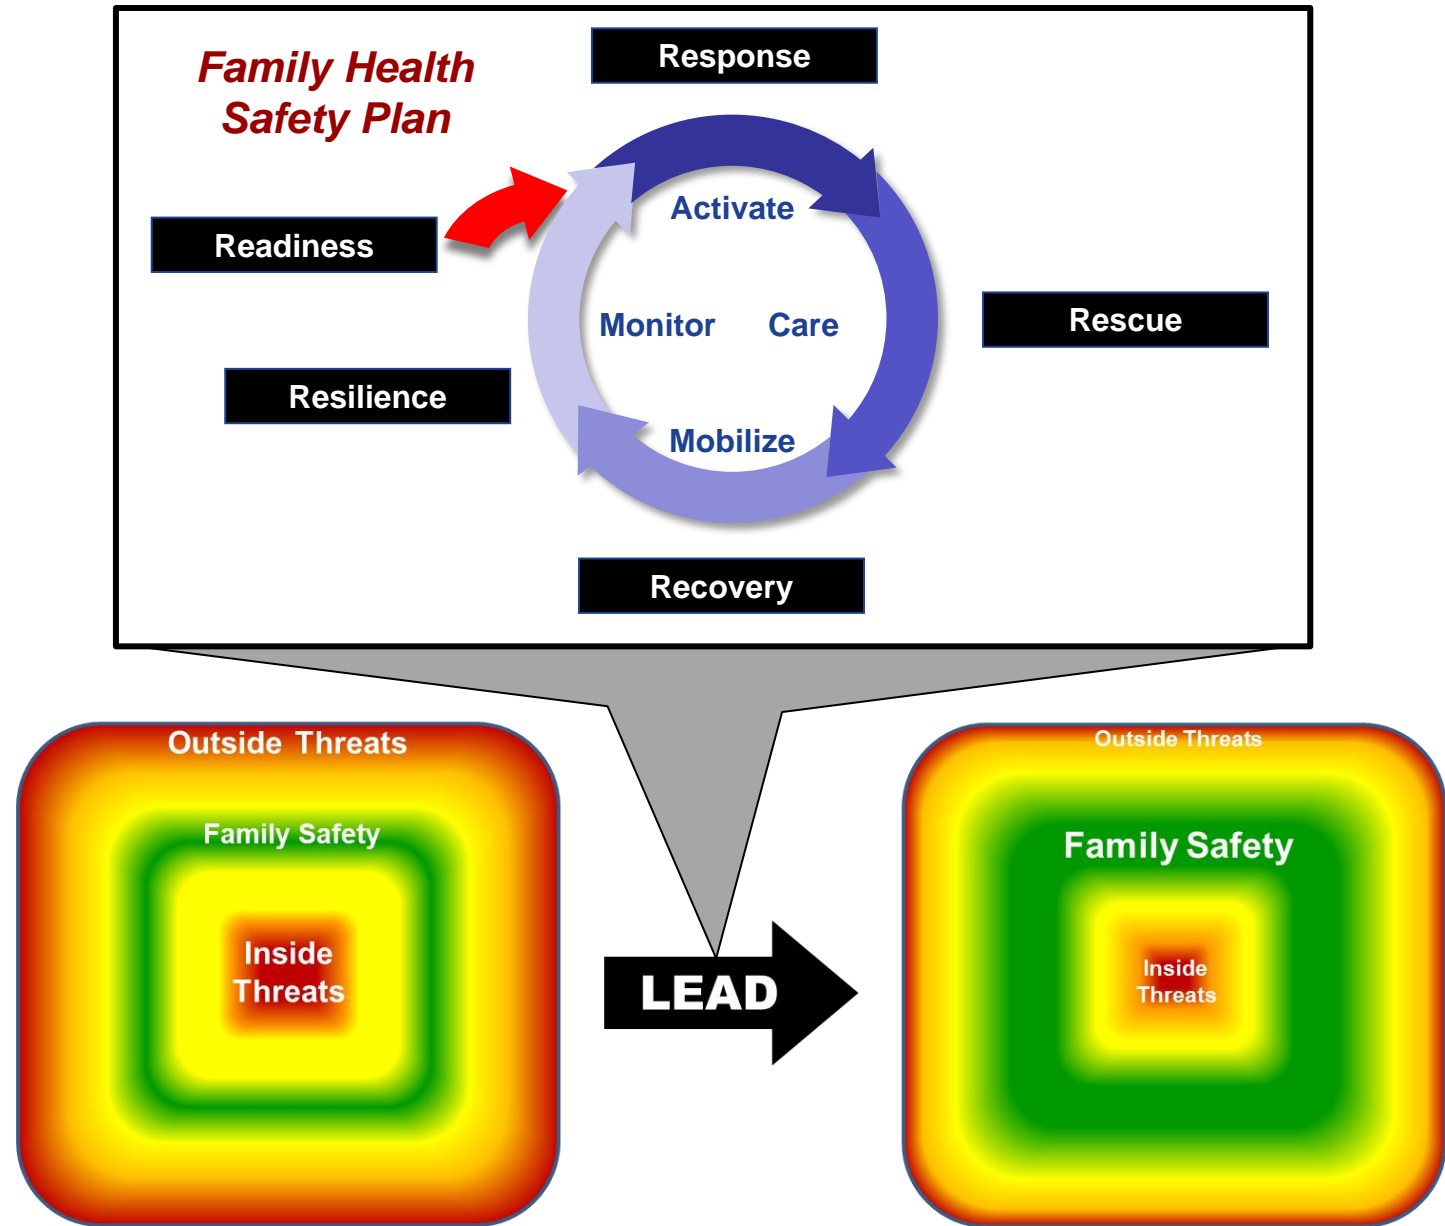 Family Health
Safety Plan
Response
Readiness
Activate
Monitor
Care
Rescue
Resilience
Mobilize
Recovery
Outside Threats
Family Safety
Inside
Threats
LEAD
Outside Threats
Family Safety
Inside
Threats